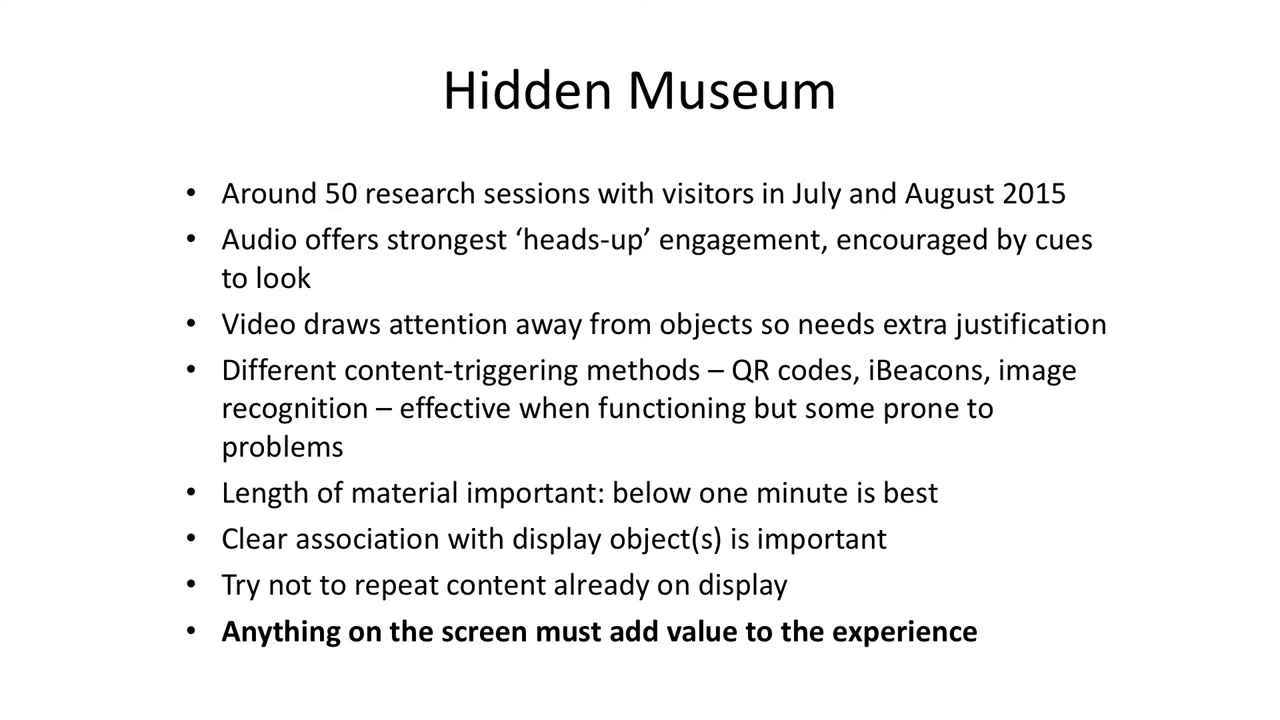 Hidden Museum
• Around 50 research sessions with visitors in July and August 2015
• Audio offers strongest ‘heads-up’ engagement, encouraged by cues
to look
• Video draws attention away from objects so needs extra justification
• Different content-triggering methods – QR codes, iBeacons, image
recognition – effective when functioning but some prone to
problems
• Length of material important: below one minute is best
• Clear association with display object(s) is important
• Try not to repeat content already on display
• Anything on the screen must add value to the experience